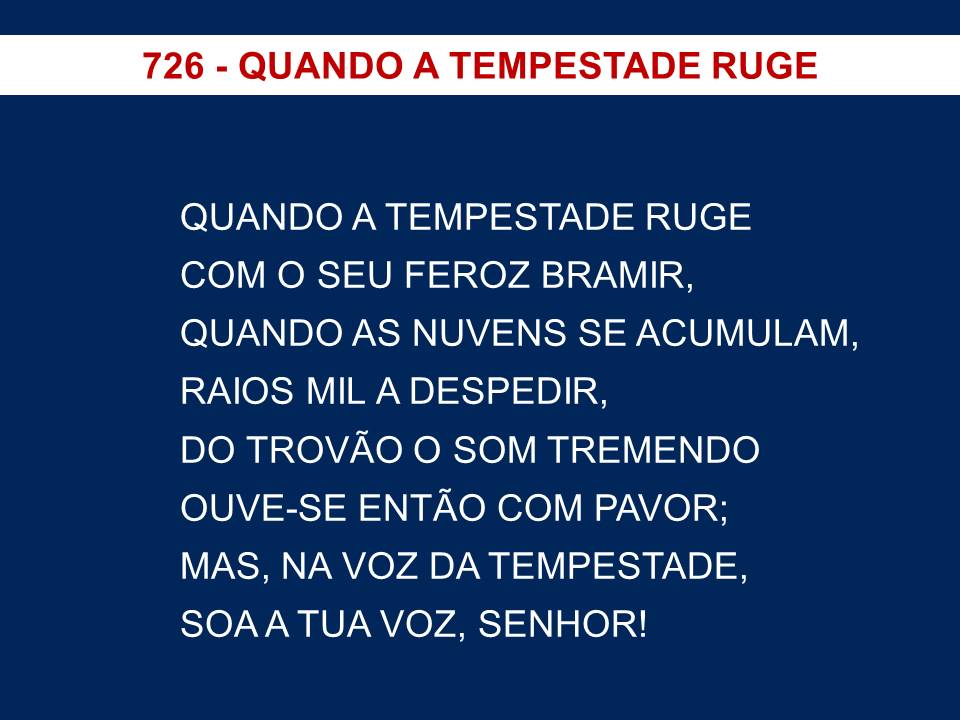 726 - QUANDO A TEMPESTADE RUGE
QUANDO A TEMPESTADE RUGE
COM O SEU FEROZ BRAMIR,
QUANDO AS NUVENS SE ACUMULAM,
RAIOS MIL A DESPEDIR,
DO TROVÃO O SOM TREMENDO
OUVE-SE ENTÃO COM PAVOR;
MAS, NA VOZ DA TEMPESTADE,
SOA A TUA VOZ, SENHOR!